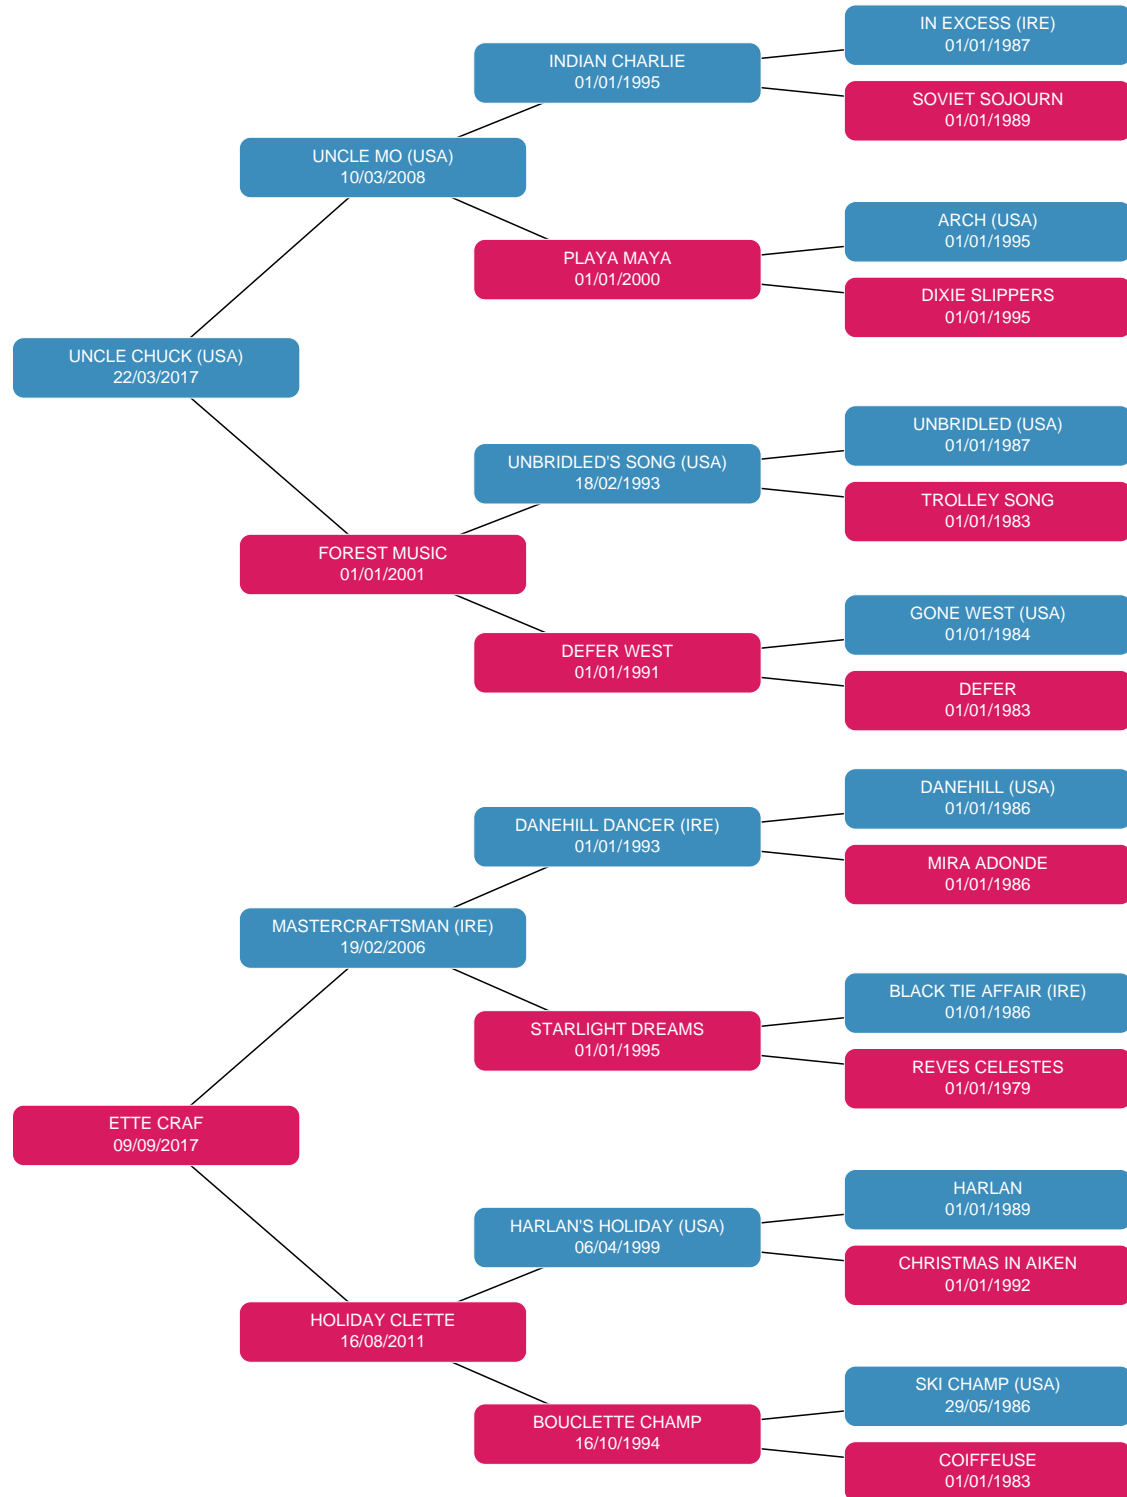 IN EXCESS (IRE)
01/01/1987
INDIAN CHARLIE
01/01/1995
SOVIET SOJOURN
01/01/1989
UNCLE MO (USA)
10/03/2008
ARCH (USA)
01/01/1995
PLAYA MAYA
01/01/2000
DIXIE SLIPPERS
01/01/1995
UNCLE CHUCK (USA)
22/03/2017
UNBRIDLED (USA)
01/01/1987
UNBRIDLED'S SONG (USA)
18/02/1993
TROLLEY SONG
01/01/1983
FOREST MUSIC
01/01/2001
GONE WEST (USA)
01/01/1984
DEFER WEST
01/01/1991
DEFER
01/01/1983
DANEHILL (USA)
01/01/1986
DANEHILL DANCER (IRE)
01/01/1993
MIRA ADONDE
01/01/1986
MASTERCRAFTSMAN (IRE)
19/02/2006
BLACK TIE AFFAIR (IRE)
01/01/1986
STARLIGHT DREAMS
01/01/1995
REVES CELESTES
01/01/1979
ETTE CRAF
09/09/2017
HARLAN
01/01/1989
HARLAN'S HOLIDAY (USA)
06/04/1999
CHRISTMAS IN AIKEN
01/01/1992
HOLIDAY CLETTE
16/08/2011
SKI CHAMP (USA)
29/05/1986
BOUCLETTE CHAMP
16/10/1994
COIFFEUSE
01/01/1983